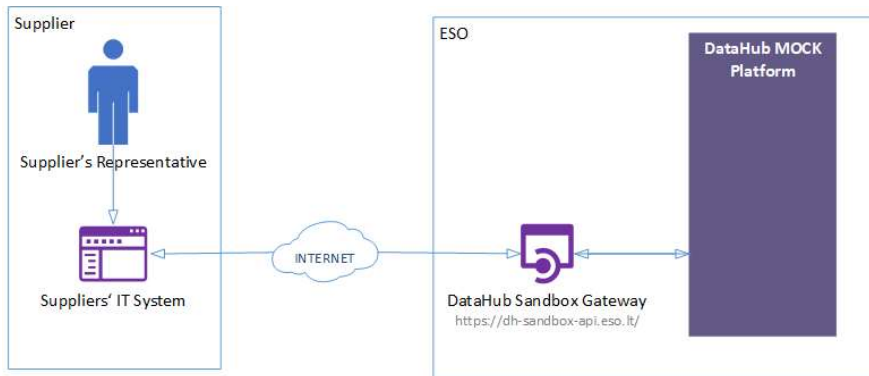 Supplier
Supplier's Representative
Suppliers‘ IT System
INTERNET
ESO
DataHub Sandbox Gateway
https://dh-sandbox-api.eso.lt/
DataHub MOCK
Platform